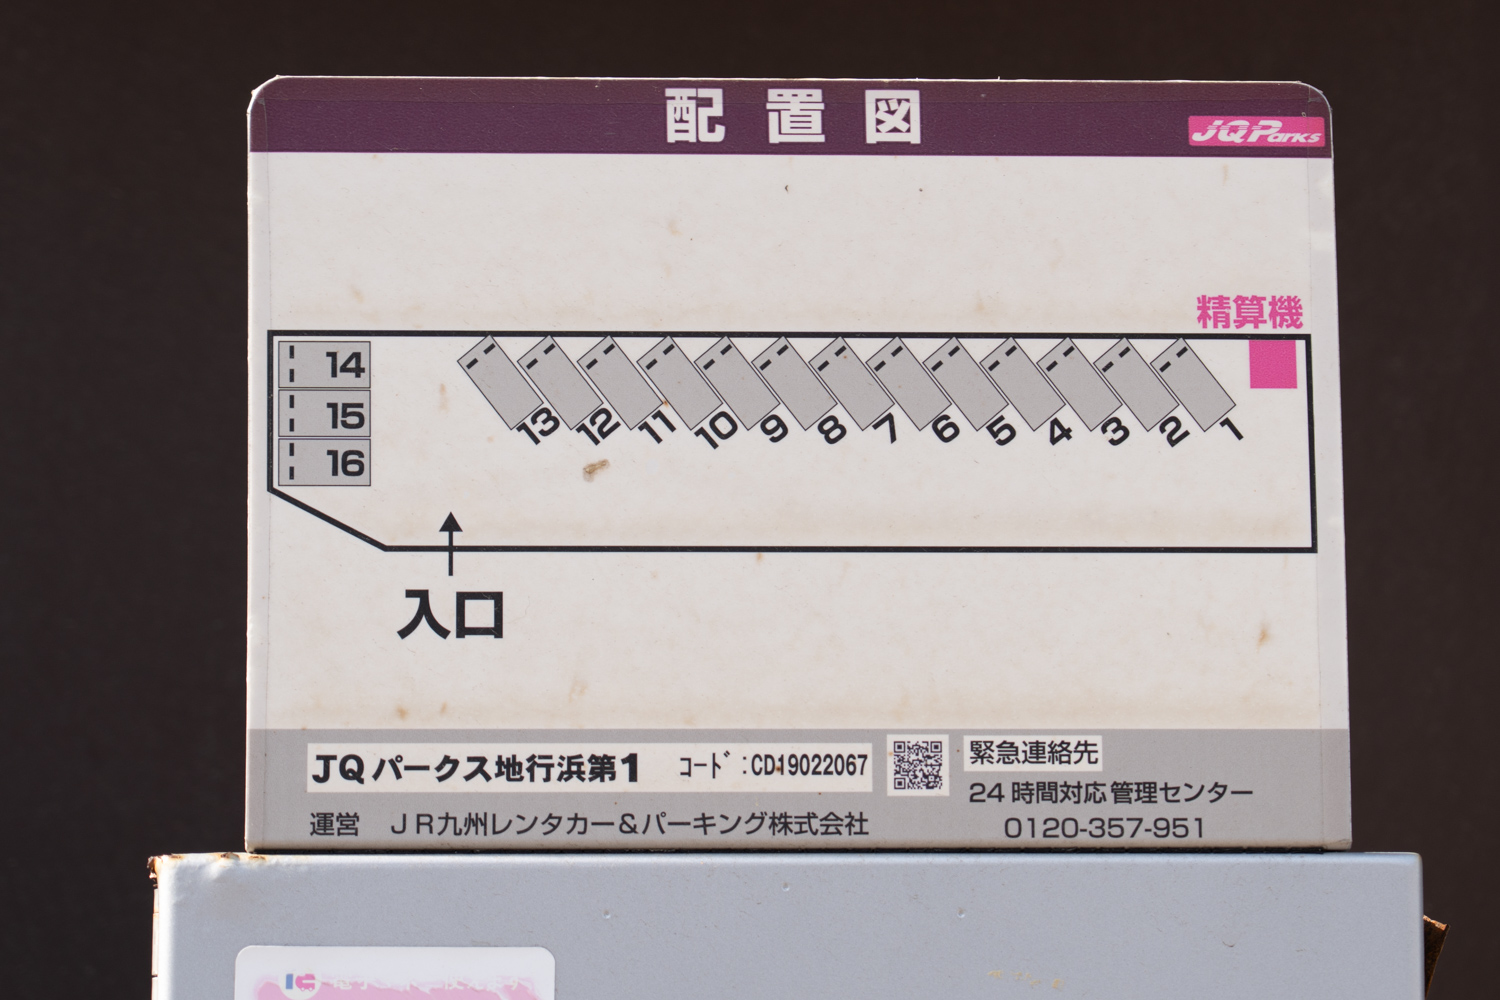 配置図
JQ Parks
精算機
14
15
16
13 12 11 10 9 8 7 6 5 4 3 2 1
入口
JQパークス地行浜第1 コード:CD19022067
運営 JR九州レンタカー&パーキング株式会社
緊急連絡先
24時間対応管理センター
0120-357-951